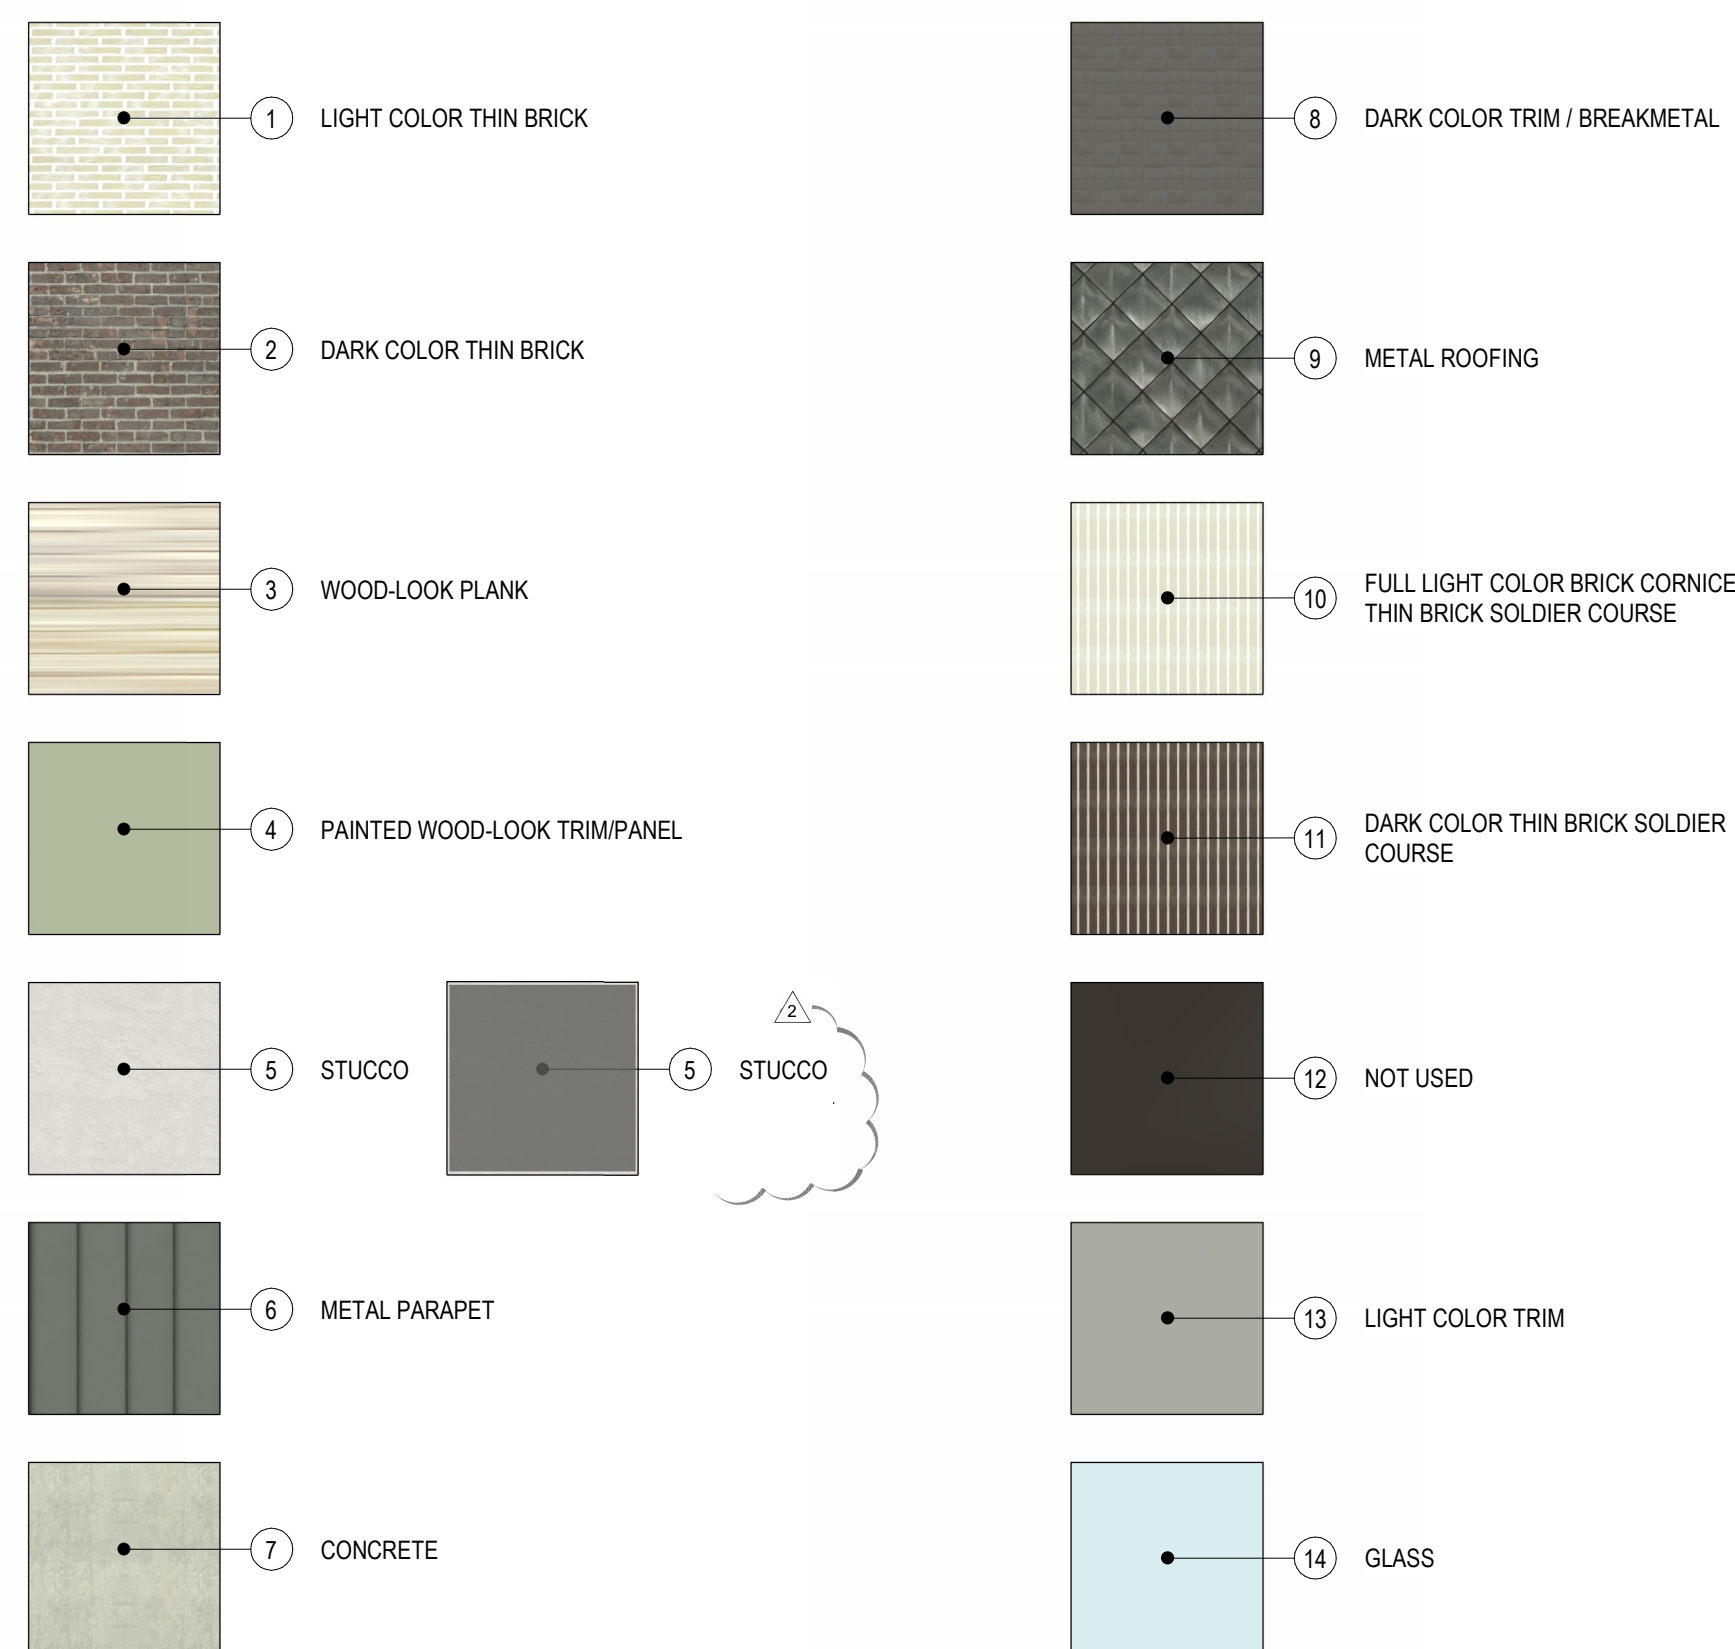 1 LIGHT COLOR THIN BRICK
2 DARK COLOR THIN BRICK
3 WOOD-LOOK PLANK
4 PAINTED WOOD-LOOK TRIM/PANEL
5 STUCCO
5 STUCCO
2
6 METAL PARAPET
7 CONCRETE
8 DARK COLOR TRIM / BREAKMETAL
9 METAL ROOFING
10 FULL LIGHT COLOR BRICK CORNICE
THIN BRICK SOLDIER COURSE
11 DARK COLOR THIN BRICK SOLDIER
COURSE
12 NOT USED
13 LIGHT COLOR TRIM
14 GLASS